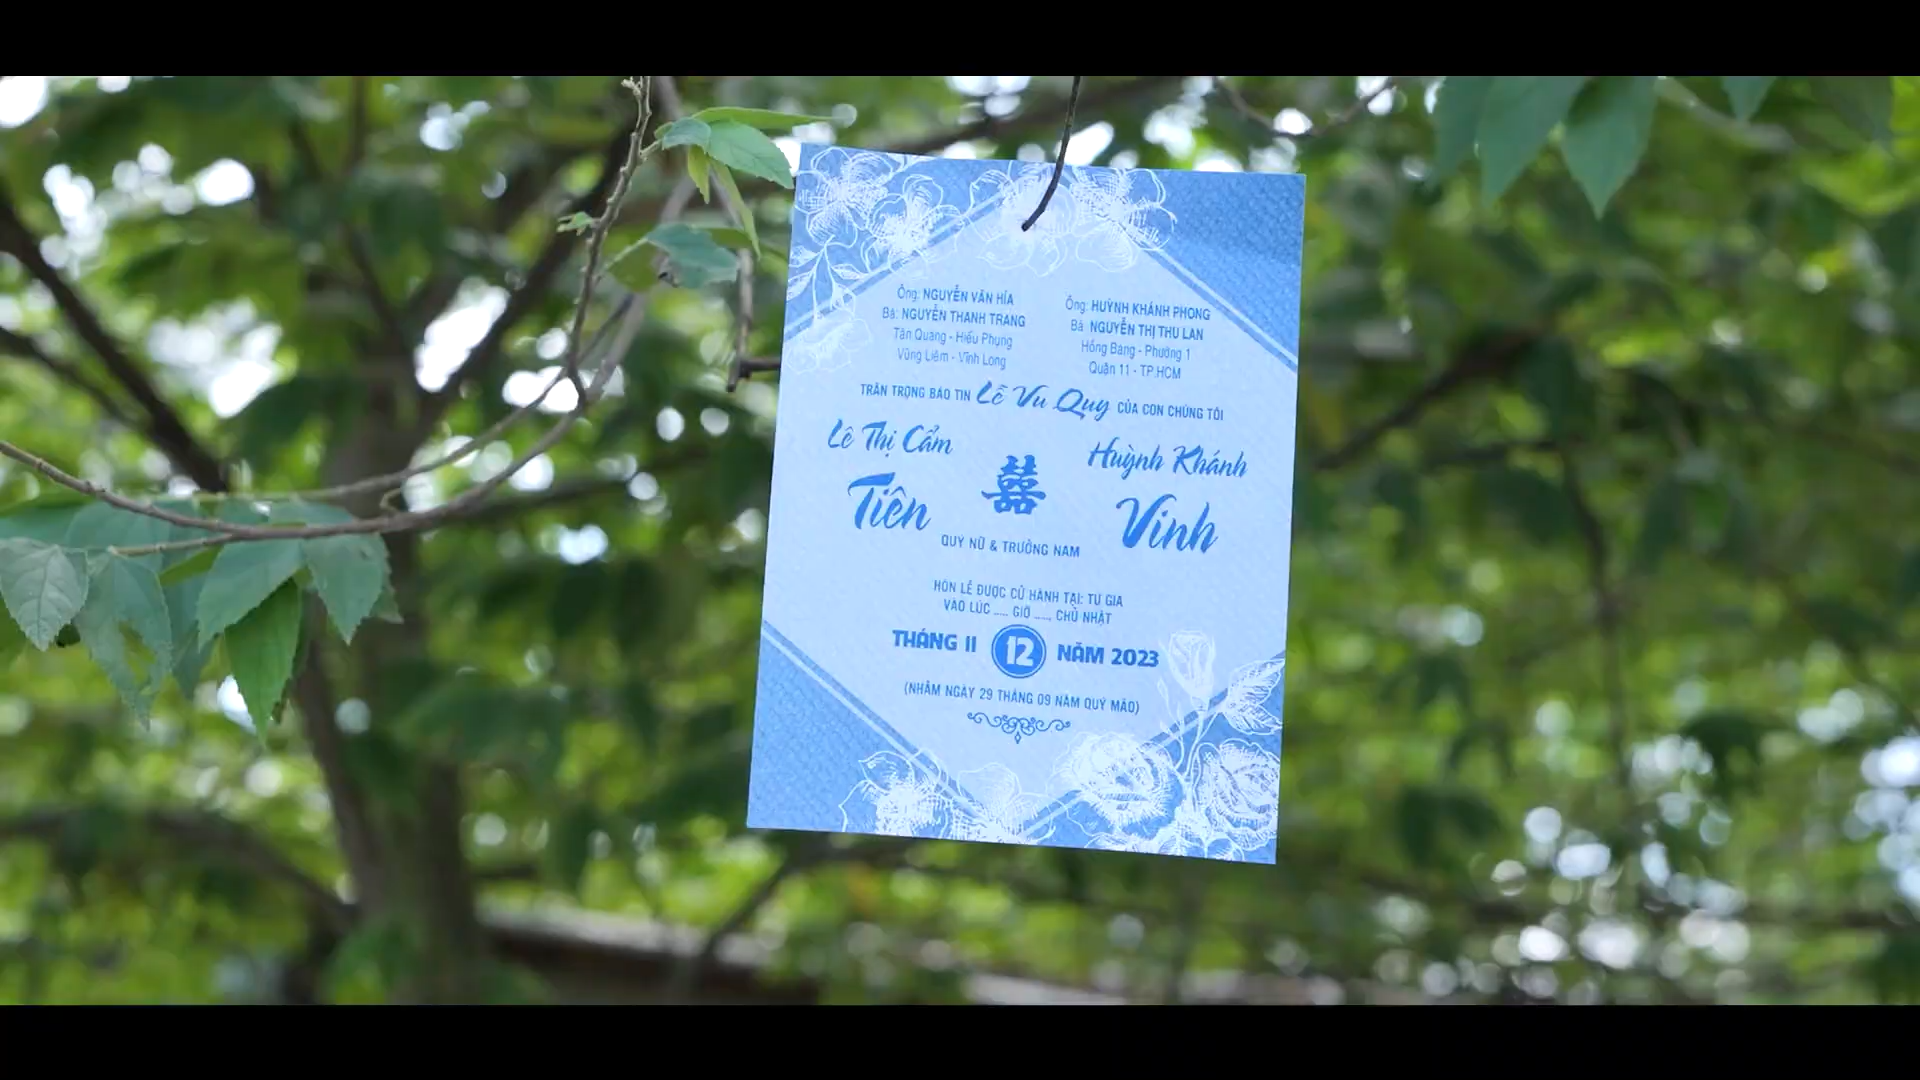 Ông: NGUYỄN VĂN HÍA
Bà: NGUYỄN THANH TRANG
Tân Quang - Hiếu Phụng
Vũng Liêm - Vĩnh Long
Ông: HUỲNH KHÁNH PHONG
Bà: NGUYỄN THỊ THU LAN
Hồng Bàng - Phường 1
Quận 11 - TP.HCM
TRÂN TRỌNG BÁO TIN Lễ Vu Quy CỦA CON CHÚNG TÔI
Lê Thị Cẩm
Tiên
囍
Huỳnh Khánh
Vinh
QUÝ NỮ & TRƯỞNG NAM
HÔN LỄ ĐƯỢC CỬ HÀNH TẠI: TƯ GIA
VÀO LÚC ..... GIỜ ....., CHỦ NHẬT
THÁNG 11 12 NĂM 2023
(NHẰM NGÀY 29 THÁNG 09 NĂM QUÝ MÃO)